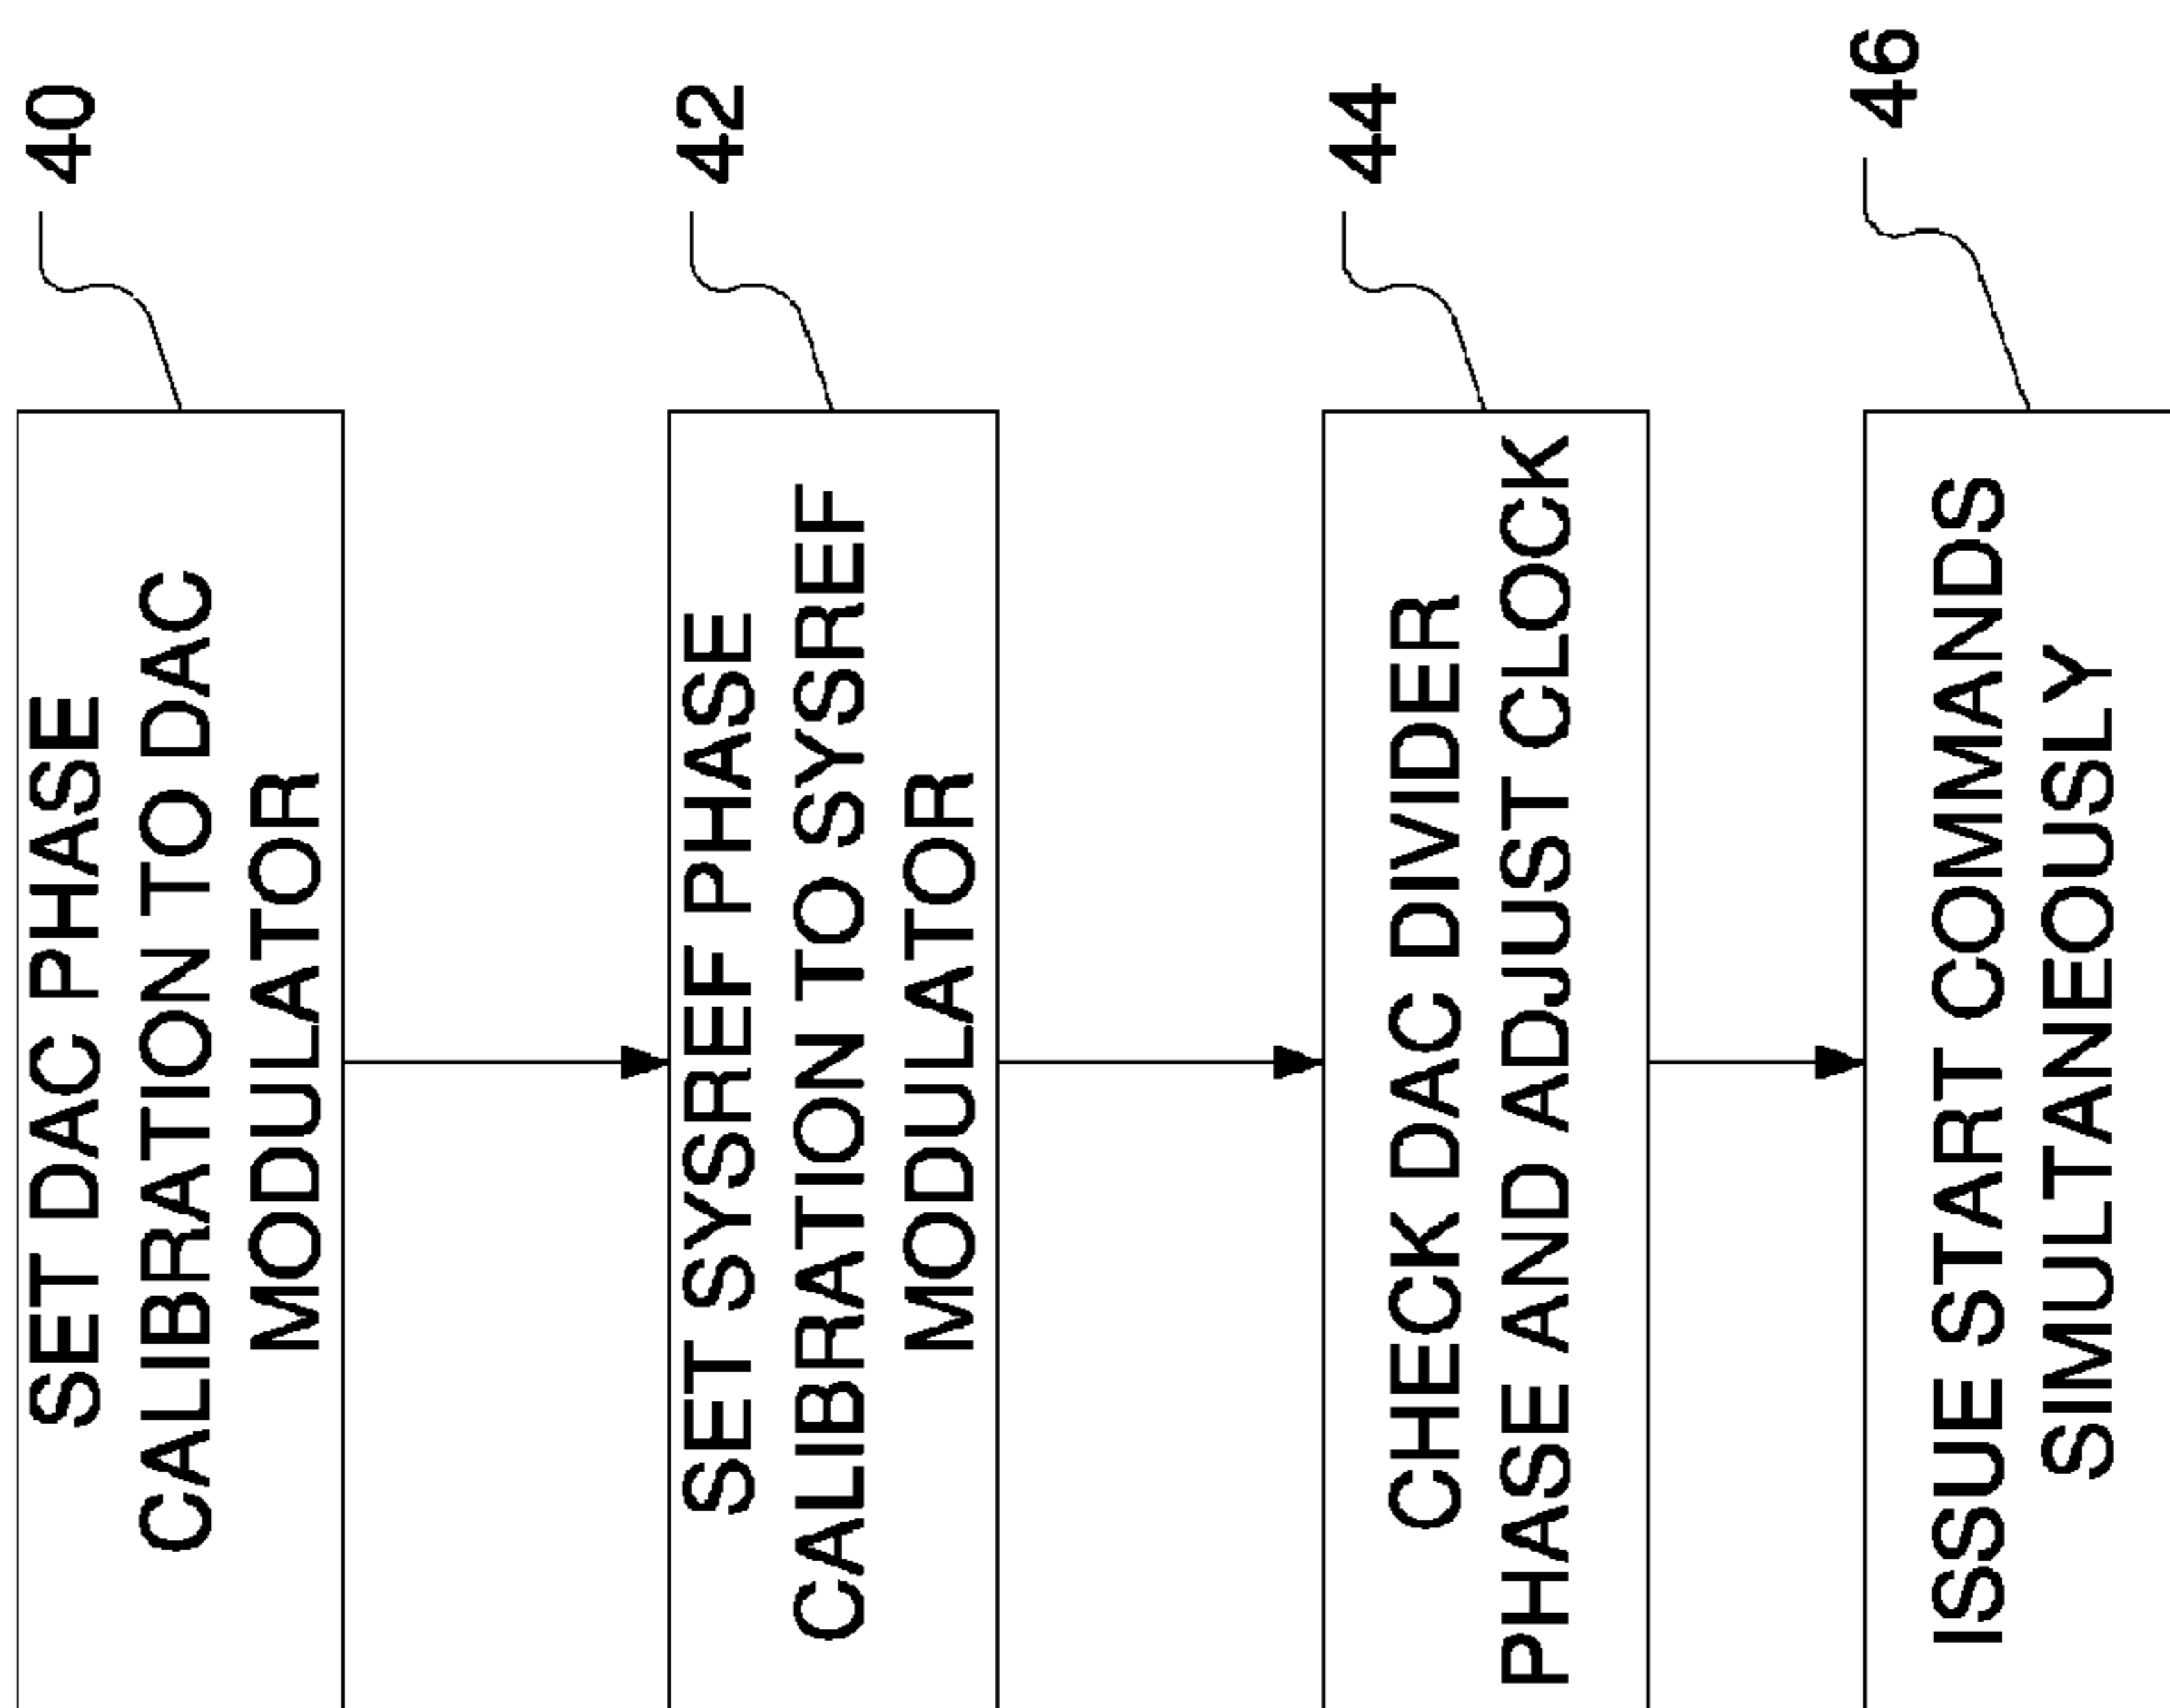 SET DAC PHASE
CALIBRATION TO DAC
MODULATOR
40
SET SYSREF PHASE
CALIBRATION TO SYSREF
MODULATOR
42
CHECK DAC DIVIDER
PHASE AND ADJUST CLOCK
44
ISSUE START COMMANDS
SIMULTANEOUSLY
46